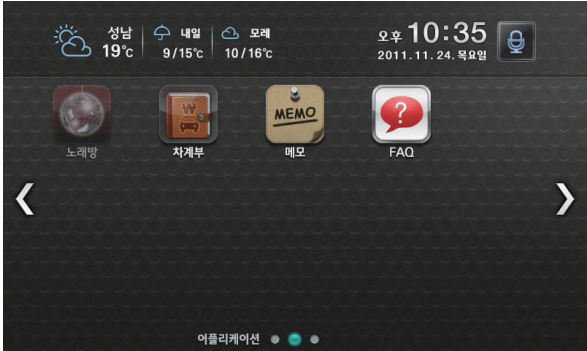 성남
19°c
내일
9/15°c
모레
10/16°c
오후 10:35
2011.11.24.목요일
노래방
₩
차계부
MEMO
메모
?
FAQ
어플리케이션